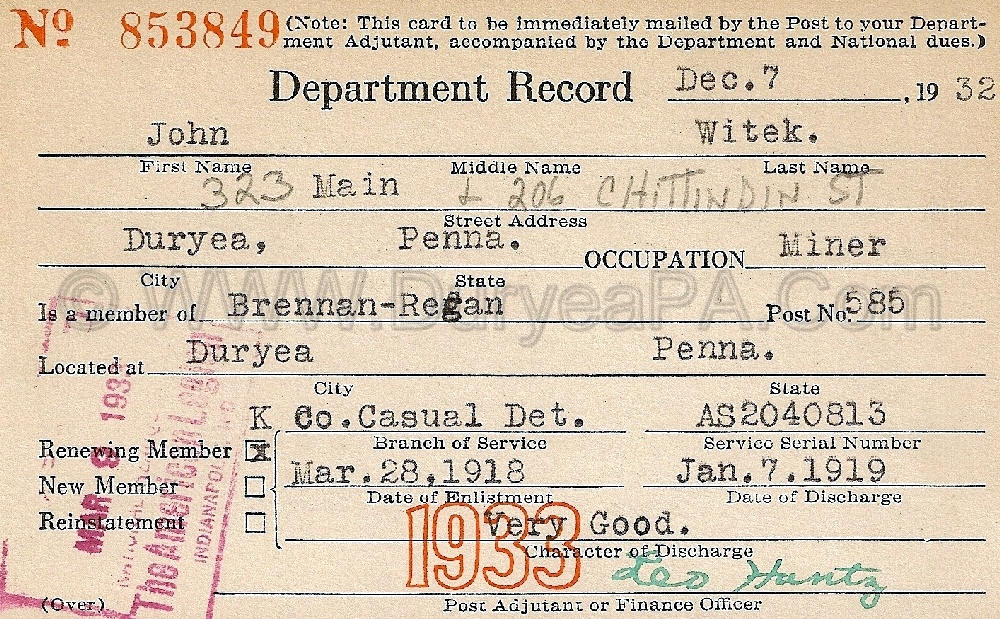 Nº 853849 (Note: This card to be immediately mailed by the Post to your Depart-
ment Adjutant, accompanied by the Department and National dues.)
Department Record Dec.7, 19 32
John Witek.
First Name Middle Name Last Name
323 Main & 206 CHITTINDIN ST
Street Address
Duryea, Penna. OCCUPATION Miner
City State
© WWW.DuryeaPA.Com
Is a member of Brennan-Regan Post No. 585
Located at Duryea Penna.
City State
K Co.Casual Det. AS2040813
Branch of Service Service Serial Number
Renewing Member X
Mar.28,1918 Jan.7.1919
New Member
Date of Enlistment Date of Discharge
Reinstatement
Very Good.
1933
Character of Discharge
Leo Huntz
(Over) Post Adjutant or Finance Officer
MAR 8 193
The American Legion
INDIANAPOLIS